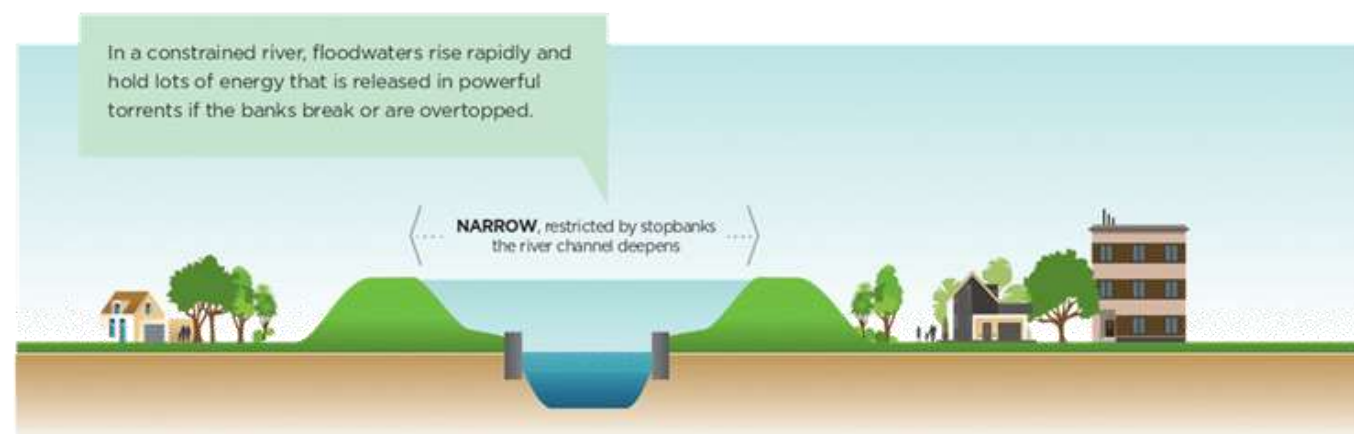 In a constrained river, floodwaters rise rapidly and
hold lots of energy that is released in powerful
torrents if the banks break or are overtopped.
NARROW, restricted by stopbanks
the river channel deepens